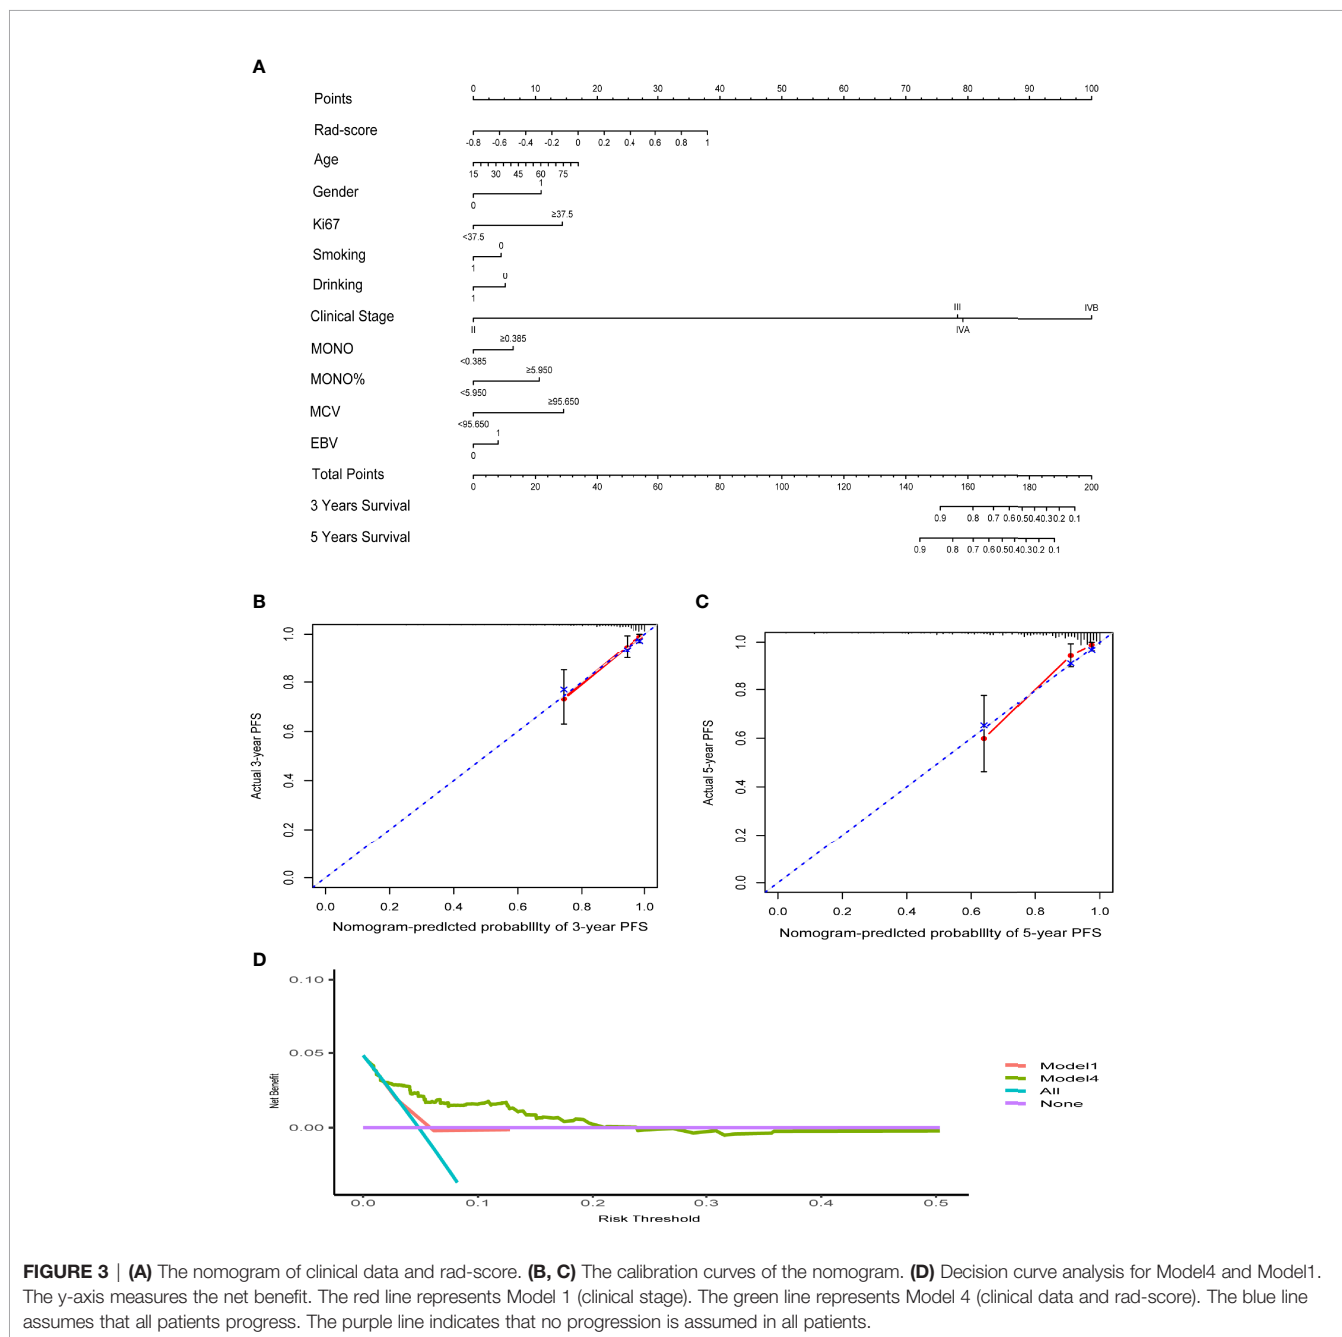 A
Points
0 10 20 30 40 50 60 70 80 90 100
Rad-score
-0.8 -0.6 -0.4 -0.2 0 0.2 0.4 0.6 0.8 1
Age
15 30 45 60 75
Gender
1
0
Ki67
≥37.5
<37.5
Smoking
0
1
Drinking
0
1
Clinical Stage
III IVB
II IVA
MONO
≥0.385
<0.385
MONO%
≥5.950
<5.950
MCV
≥95.650
<95.650
EBV
1
0
Total Points
0 20 40 60 80 100 120 140 160 180 200
3 Years Survival
0.9 0.8 0.7 0.6 0.5 0.4 0.3 0.2 0.1
5 Years Survival
0.9 0.8 0.7 0.6 0.5 0.4 0.3 0.2 0.1
B
Actual 3-year PFS
1.0
0.8
0.6
0.4
0.2
0.0
0.0 0.2 0.4 0.6 0.8 1.0
Nomogram-predicted probability of 3-year PFS
C
Actual 5-year PFS
1.0
0.8
0.6
0.4
0.2
0.0
0.0 0.2 0.4 0.6 0.8 1.0
Nomogram-predicted probability of 5-year PFS
D
Net Benefit
0.10
0.05
0.00
0.0 0.1 0.2 0.3 0.4 0.5
Risk Threshold
Model1
Model4
All
None
FIGURE 3 | (A) The nomogram of clinical data and rad-score. (B, C) The calibration curves of the nomogram. (D) Decision curve analysis for Model4 and Model1.
The y-axis measures the net benefit. The red line represents Model 1 (clinical stage). The green line represents Model 4 (clinical data and rad-score). The blue line
assumes that all patients progress. The purple line indicates that no progression is assumed in all patients.